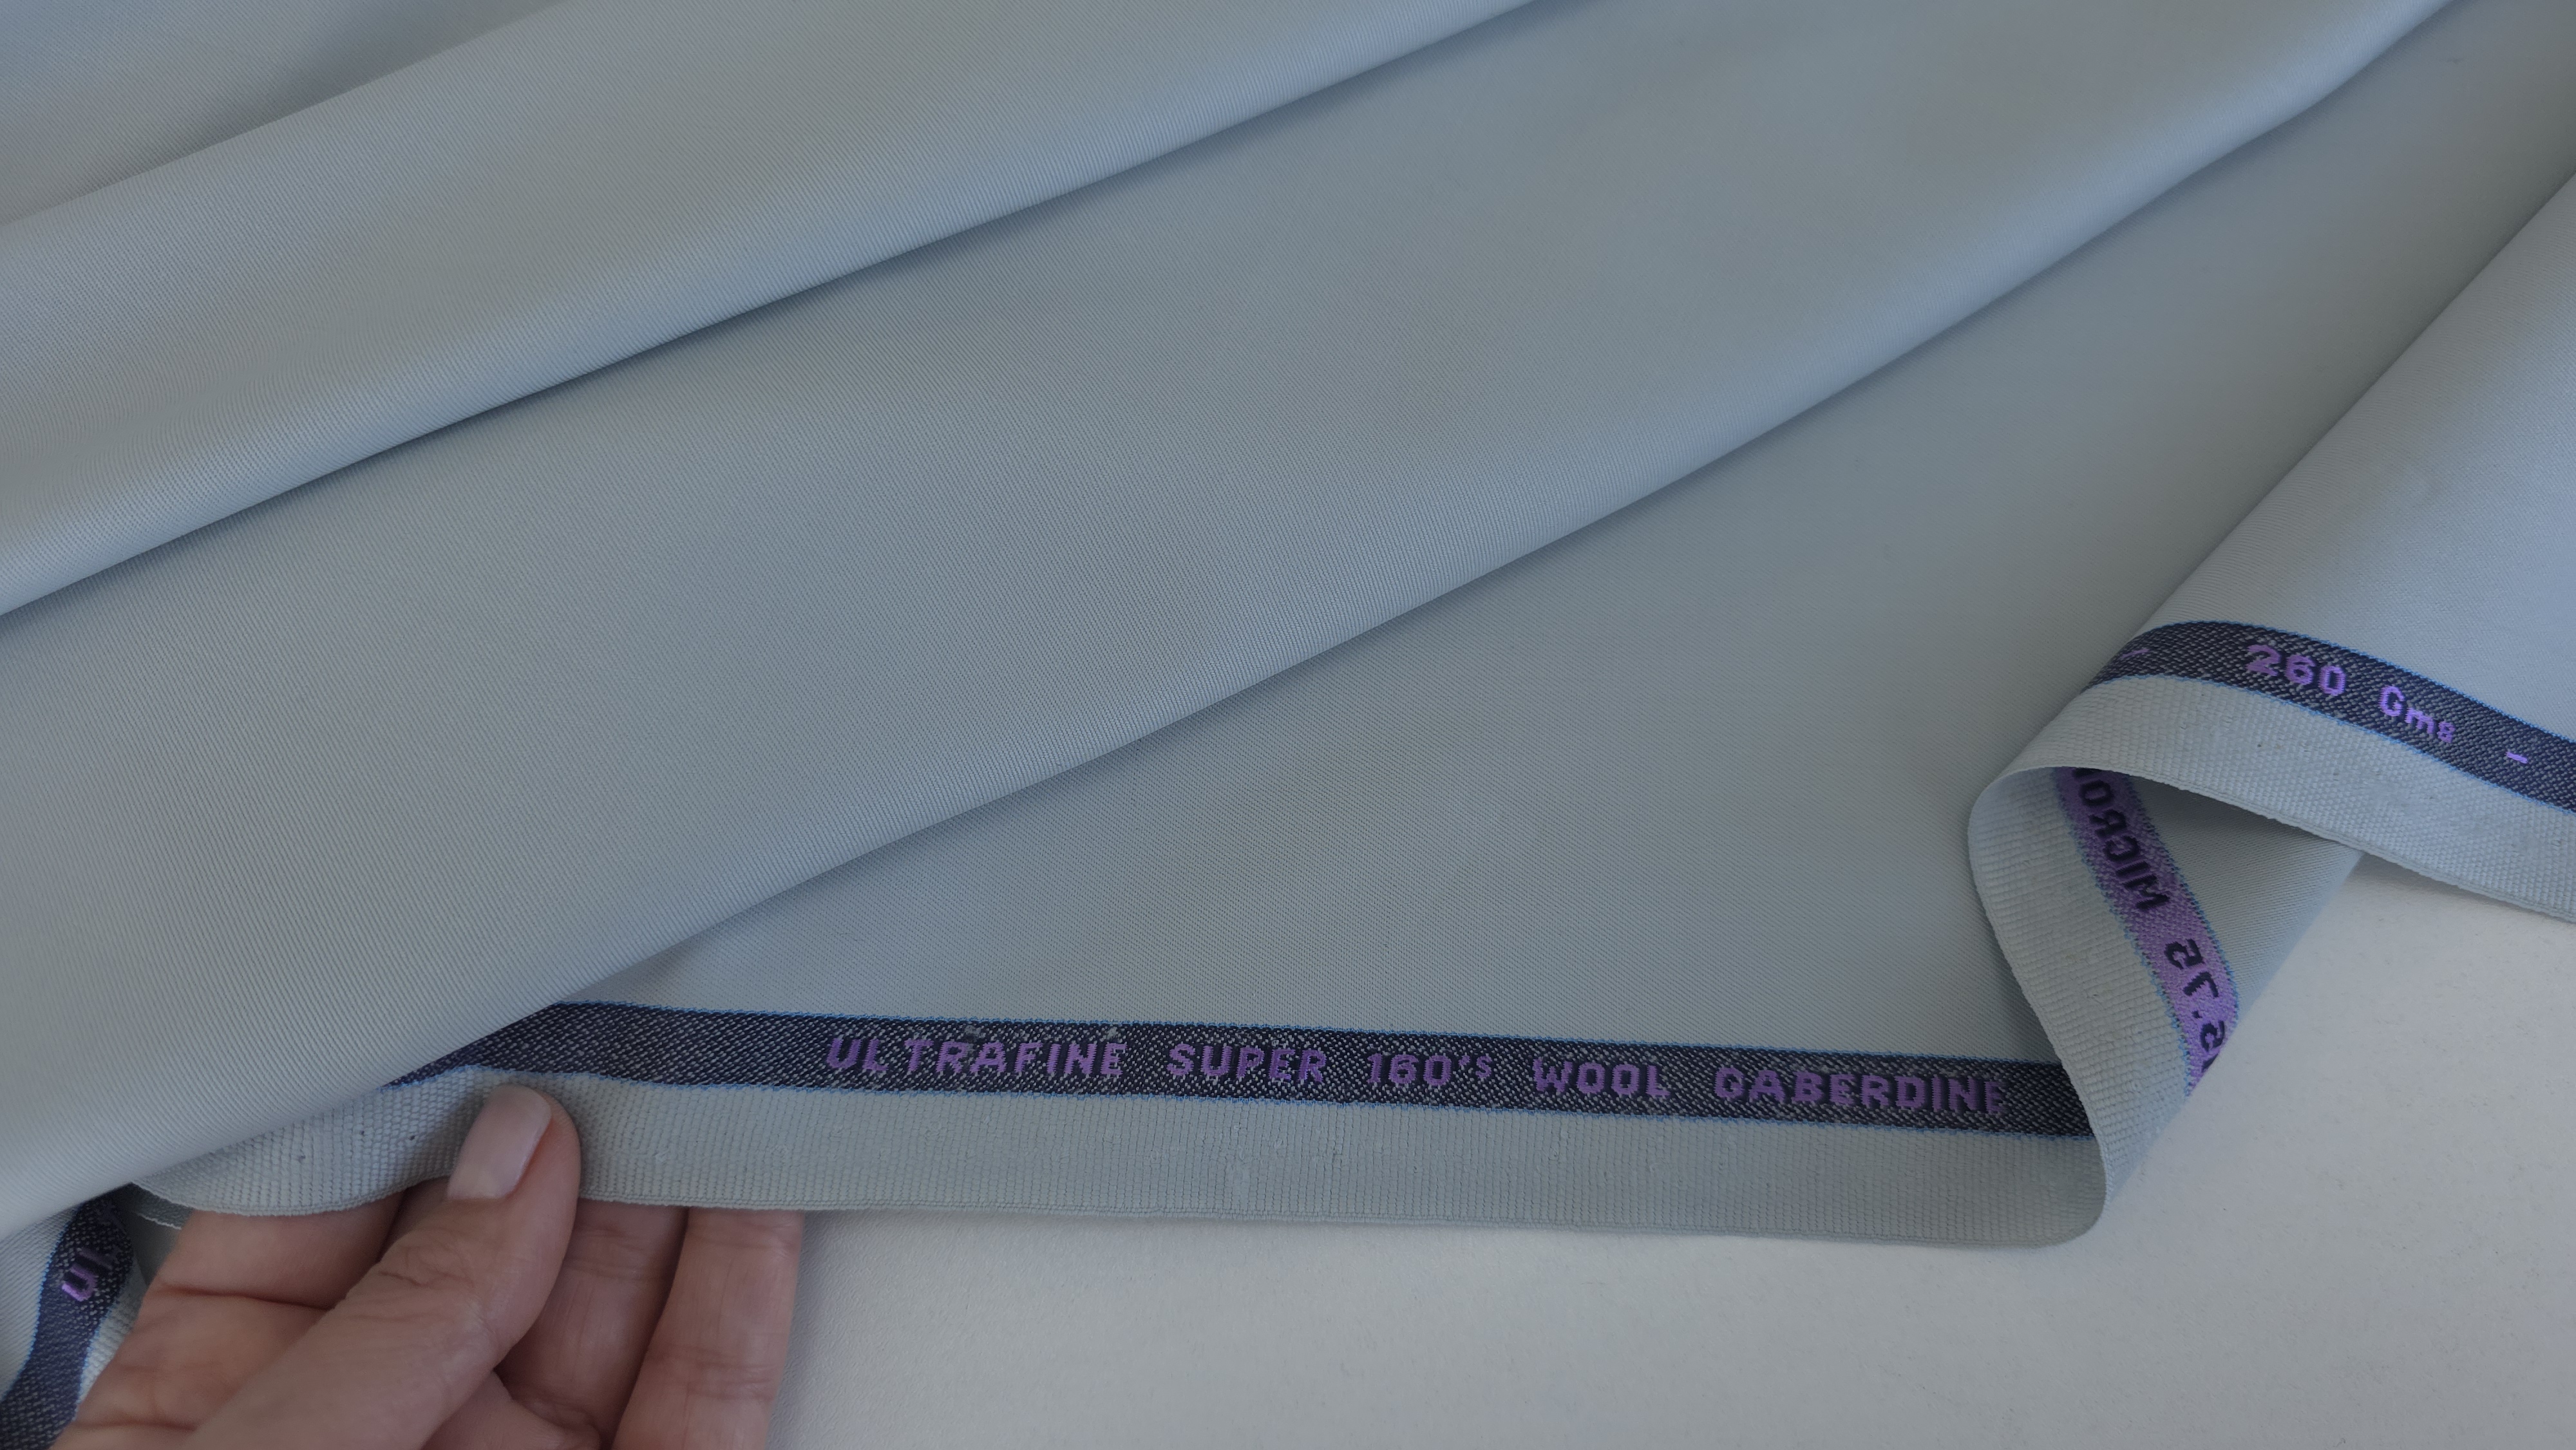 260 Gms -
ULTRAFINE SUPER 160's WOOL GABERDINE